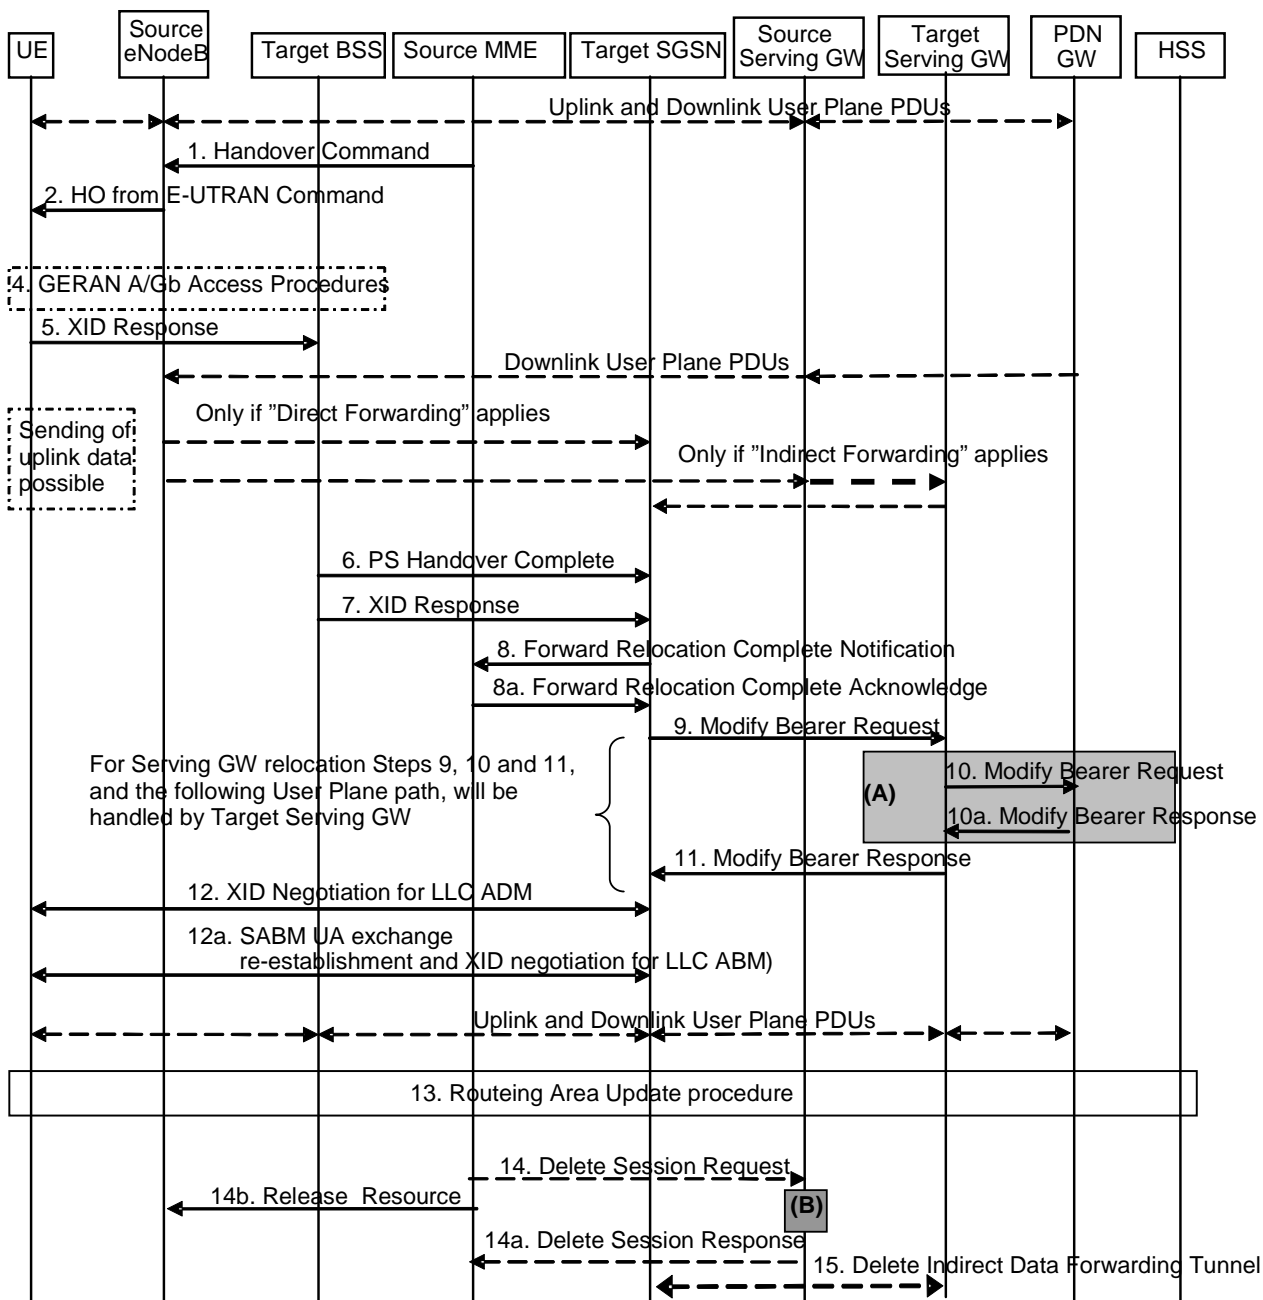 UE
Source
eNodeB
Target BSS
Source MME
Target SGSN
Source
Serving GW
Target
Serving GW
PDN
GW
HSS
Uplink and Downlink User Plane PDUs
1. Handover Command
2. HO from E-UTRAN Command
4. GERAN A/Gb Access Procedures
5. XID Response
Downlink User Plane PDUs
Only if ”Direct Forwarding” applies
Sending of
uplink data
possible
Only if ”Indirect Forwarding” applies
6. PS Handover Complete
7. XID Response
8. Forward Relocation Complete Notification
8a. Forward Relocation Complete Acknowledge
9. Modify Bearer Request
For Serving GW relocation Steps 9, 10 and 11,
and the following User Plane path, will be
handled by Target Serving GW
(A)
10. Modify Bearer Request
10a. Modify Bearer Response
11. Modify Bearer Response
12. XID Negotiation for LLC ADM
12a. SABM UA exchange
re-establishment and XID negotiation for LLC ABM)
Uplink and Downlink User Plane PDUs
13. Routeing Area Update procedure
14. Delete Session Request
14b. Release Resource
(B)
14a. Delete Session Response
15. Delete Indirect Data Forwarding Tunnel